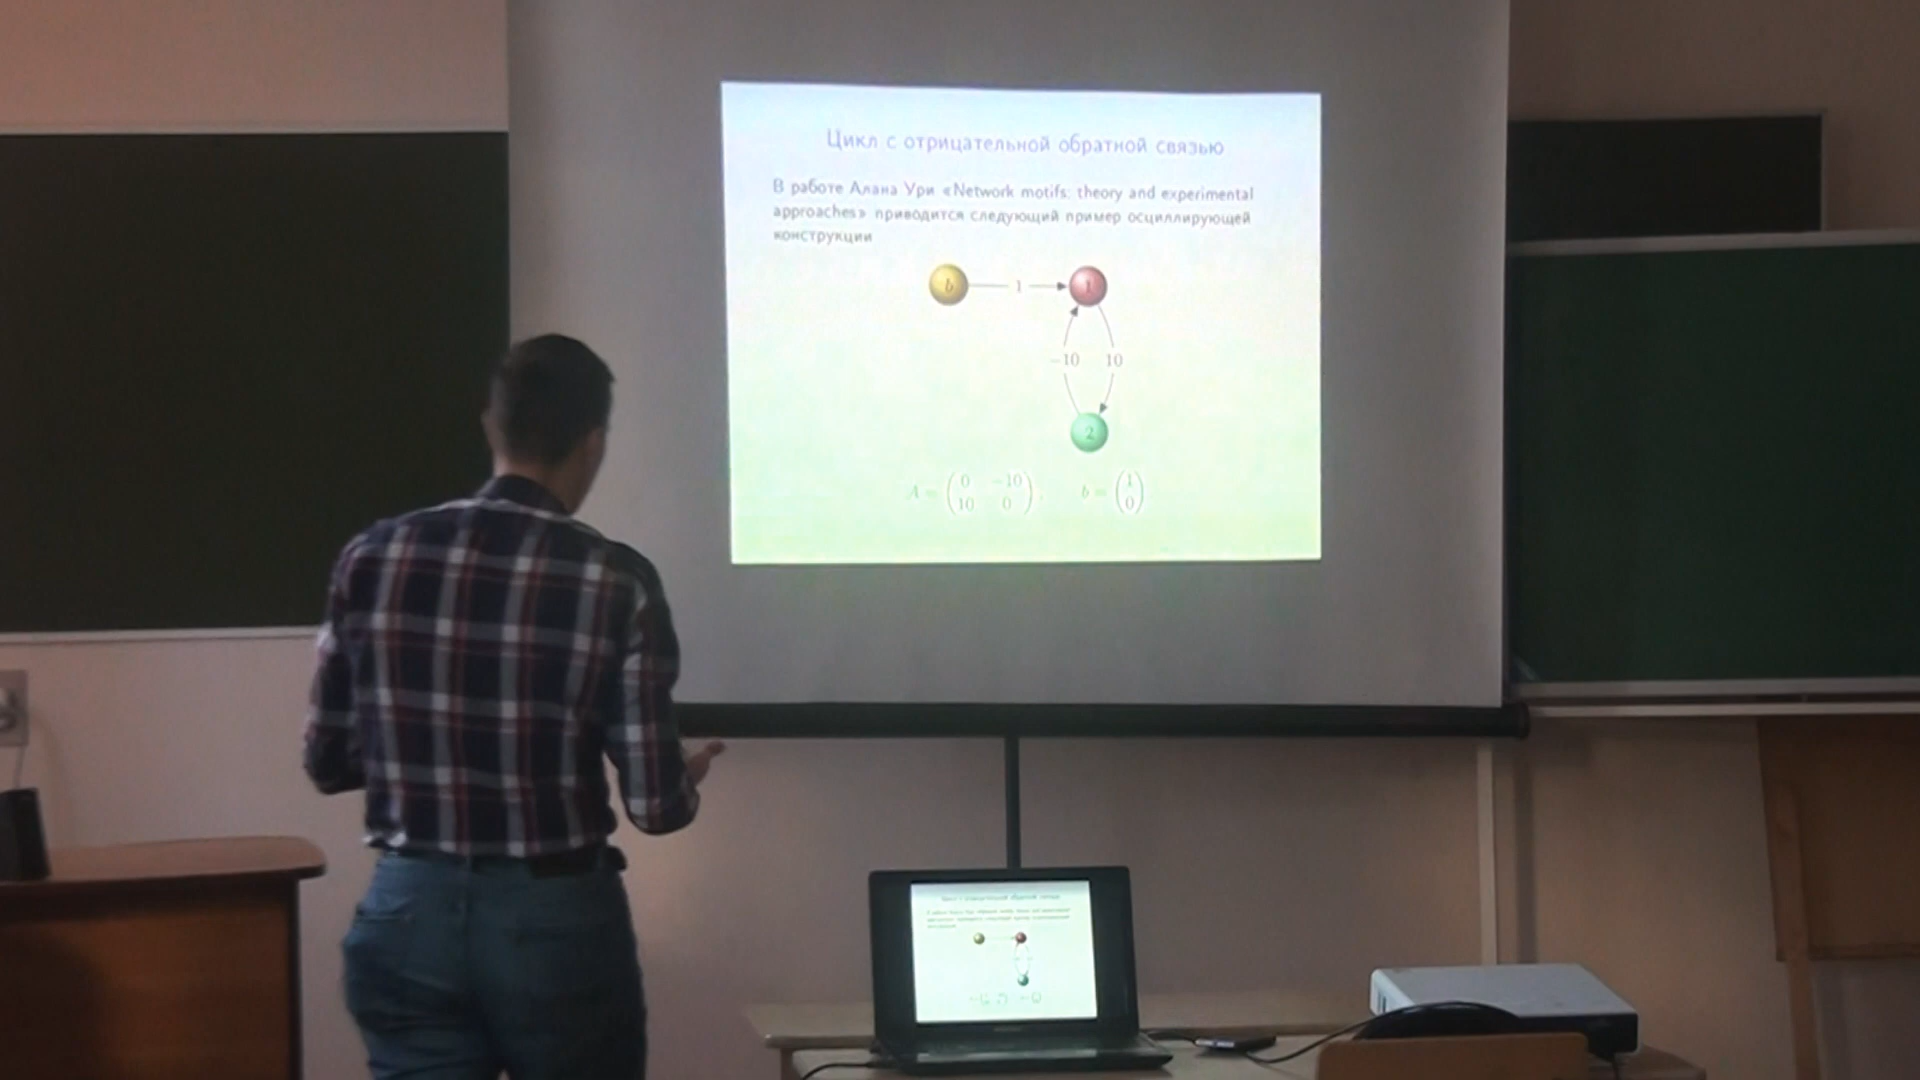 Цикл с отрицательной обратной связью
В работе Алана Ури «Network motifs: theory and experimental
approaches» приводится следующий пример осциллирующей
конструкции
b 1 1
-10 10
2
A = ( 0 -10 ) , b = ( 1 )
( 10 0 ) ( 0 )